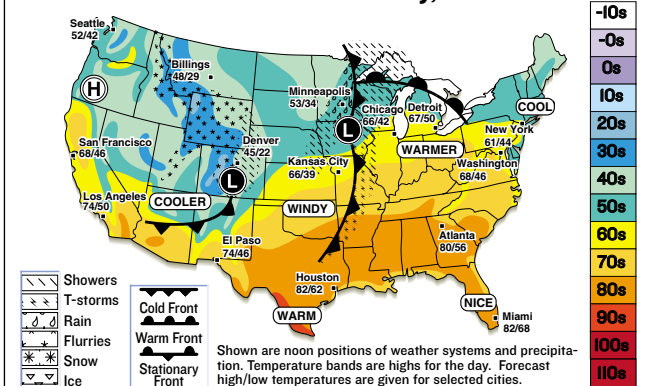 Seattle
52/42
Billings
48/29
Minneapolis
53/34
Chicago
66/42
Detroit
67/50
COOL
New York
61/44
H
L
WARMER
Washington
68/46
San Francisco
68/46
Denver
45/22
Kansas City
66/39
L
Los Angeles
74/50
COOLER
WINDY
El Paso
74/46
Atlanta
80/56
Houston
82/62
WARM
NICE
Miami
82/68
-10s
-0s
0s
10s
20s
30s
40s
50s
60s
70s
80s
90s
100s
110s
Showers
T-storms
Rain
Flurries
Snow
Ice
Cold Front
Warm Front
Stationary
Front
Shown are noon positions of weather systems and precipita-
tion. Temperature bands are highs for the day. Forecast
high/low temperatures are given for selected cities.